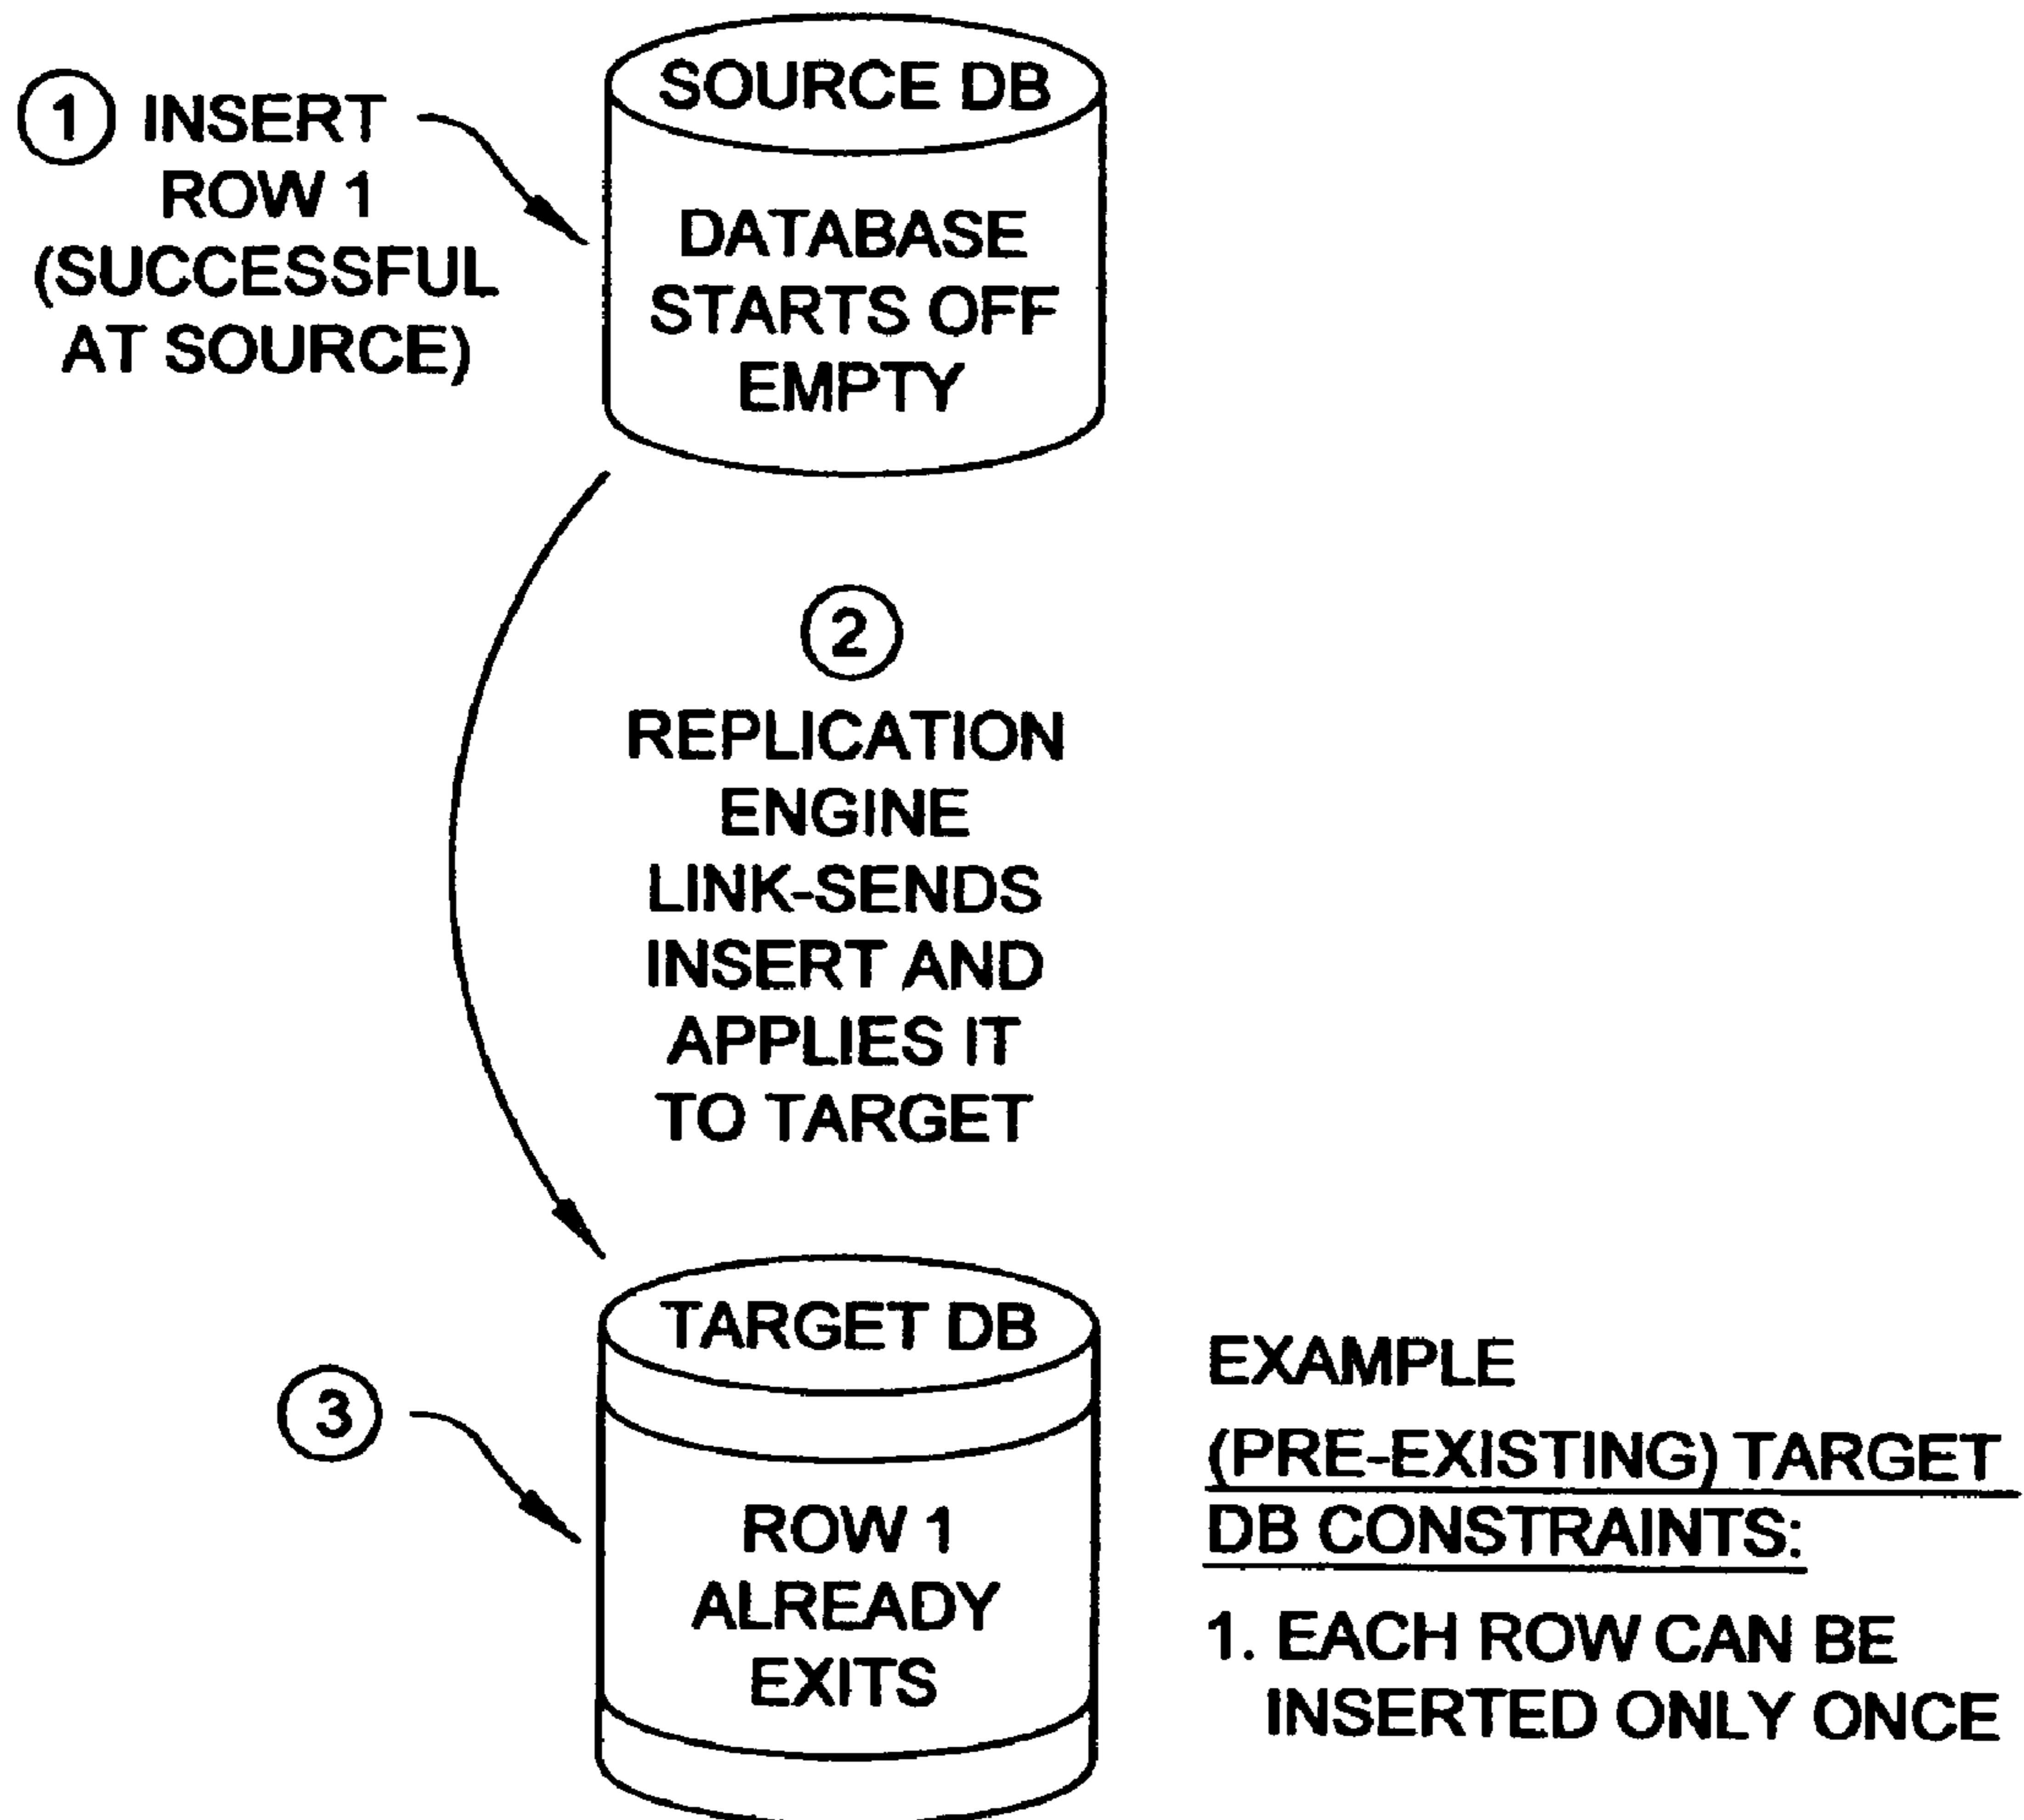 1 INSERT
ROW 1
(SUCCESSFUL
AT SOURCE)
SOURCE DB
DATABASE
STARTS OFF
EMPTY
2
REPLICATION
ENGINE
LINK-SENDS
INSERT AND
APPLIES IT
TO TARGET
3
TARGET DB
ROW 1
ALREADY
EXITS
EXAMPLE
(PRE-EXISTING) TARGET
DB CONSTRAINTS:
1. EACH ROW CAN BE
INSERTED ONLY ONCE